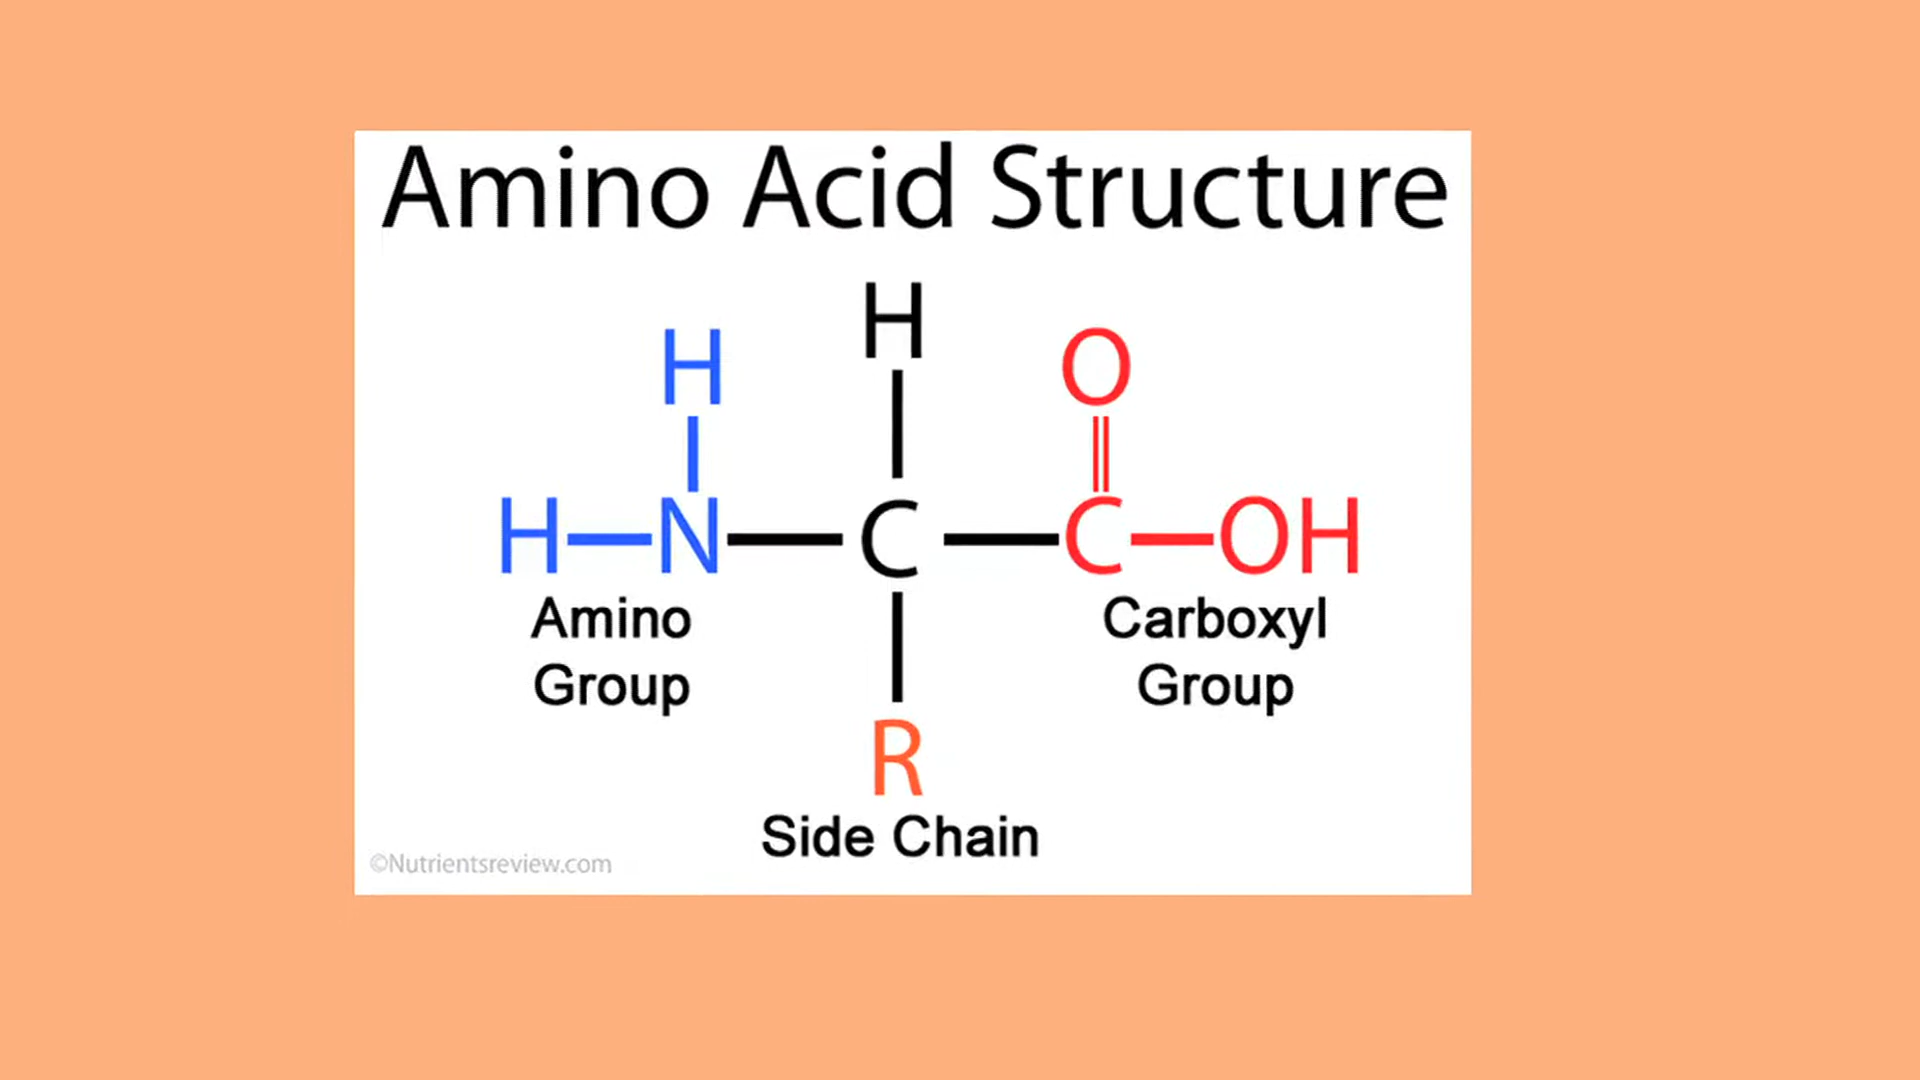 Amino Acid Structure
H
H
O
H N C C OH
Amino
Group
Carboxyl
Group
R
Side Chain
©Nutrientsreview.com